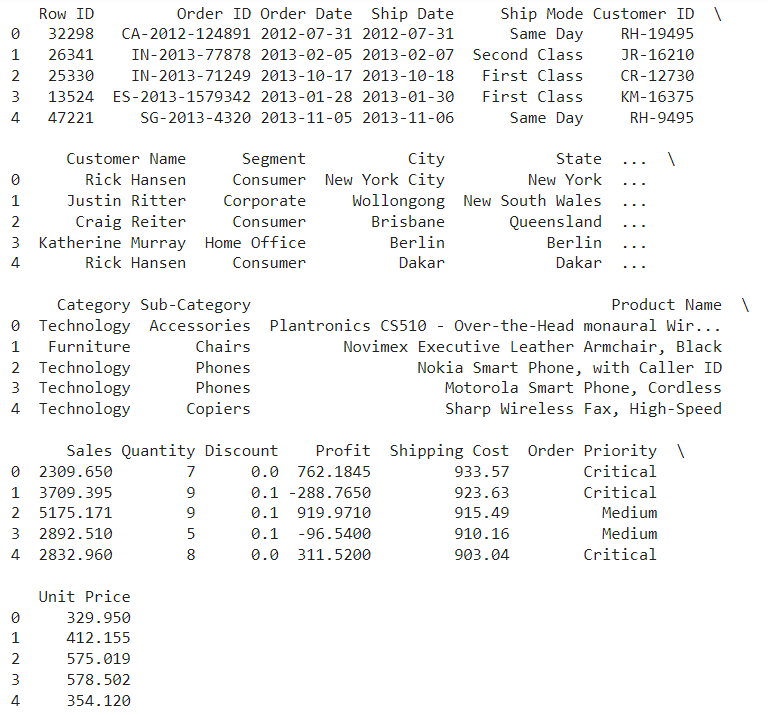 Row ID Order ID Order Date Ship Date Ship Mode Customer ID \
0 32298 CA-2012-124891 2012-07-31 2012-07-31 Same Day RH-19495
1 26341 IN-2013-77878 2013-02-05 2013-02-07 Second Class JR-16210
2 25330 IN-2013-71249 2013-10-17 2013-10-18 First Class CR-12730
3 13524 ES-2013-1579342 2013-01-28 2013-01-30 First Class KM-16375
4 47221 SG-2013-4320 2013-11-05 2013-11-06 Same Day RH-9495
Customer Name Segment City State ... \
0 Rick Hansen Consumer New York City New York ...
1 Justin Ritter Corporate Wollongong New South Wales ...
2 Craig Reiter Consumer Brisbane Queensland ...
3 Katherine Murray Home Office Berlin Berlin ...
4 Rick Hansen Consumer Dakar Dakar ...
Category Sub-Category Product Name \
0 Technology Accessories Plantronics CS510 - Over-the-Head monaural Wir...
1 Furniture Chairs Novimex Executive Leather Armchair, Black
2 Technology Phones Nokia Smart Phone, with Caller ID
3 Technology Phones Motorola Smart Phone, Cordless
4 Technology Copiers Sharp Wireless Fax, High-Speed
Sales Quantity Discount Profit Shipping Cost Order Priority \
0 2309.650 7 0.0 762.1845 933.57 Critical
1 3709.395 9 0.1 -288.7650 923.63 Critical
2 5175.171 9 0.1 919.9710 915.49 Medium
3 2892.510 5 0.1 -96.5400 910.16 Medium
4 2832.960 8 0.0 311.5200 903.04 Critical
Unit Price
0 329.950
1 412.155
2 575.019
3 578.502
4 354.120